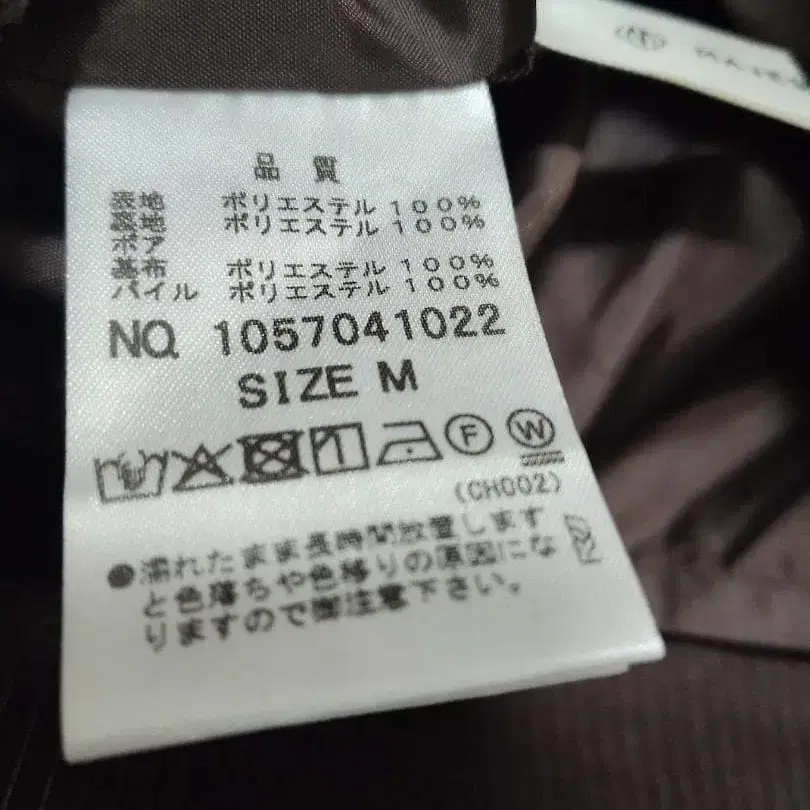 品 質
表地 ポリエステル 100%
裏地 ポリエステル 100%
ボア
基布 ポリエステル 100%
パイル ポリエステル 100%
NO. 1057041022
SIZE M
F W
(CH002)
●濡れたまま長時間放置します
と色落ちや色移りの原因にな
りますので御注意下さい。